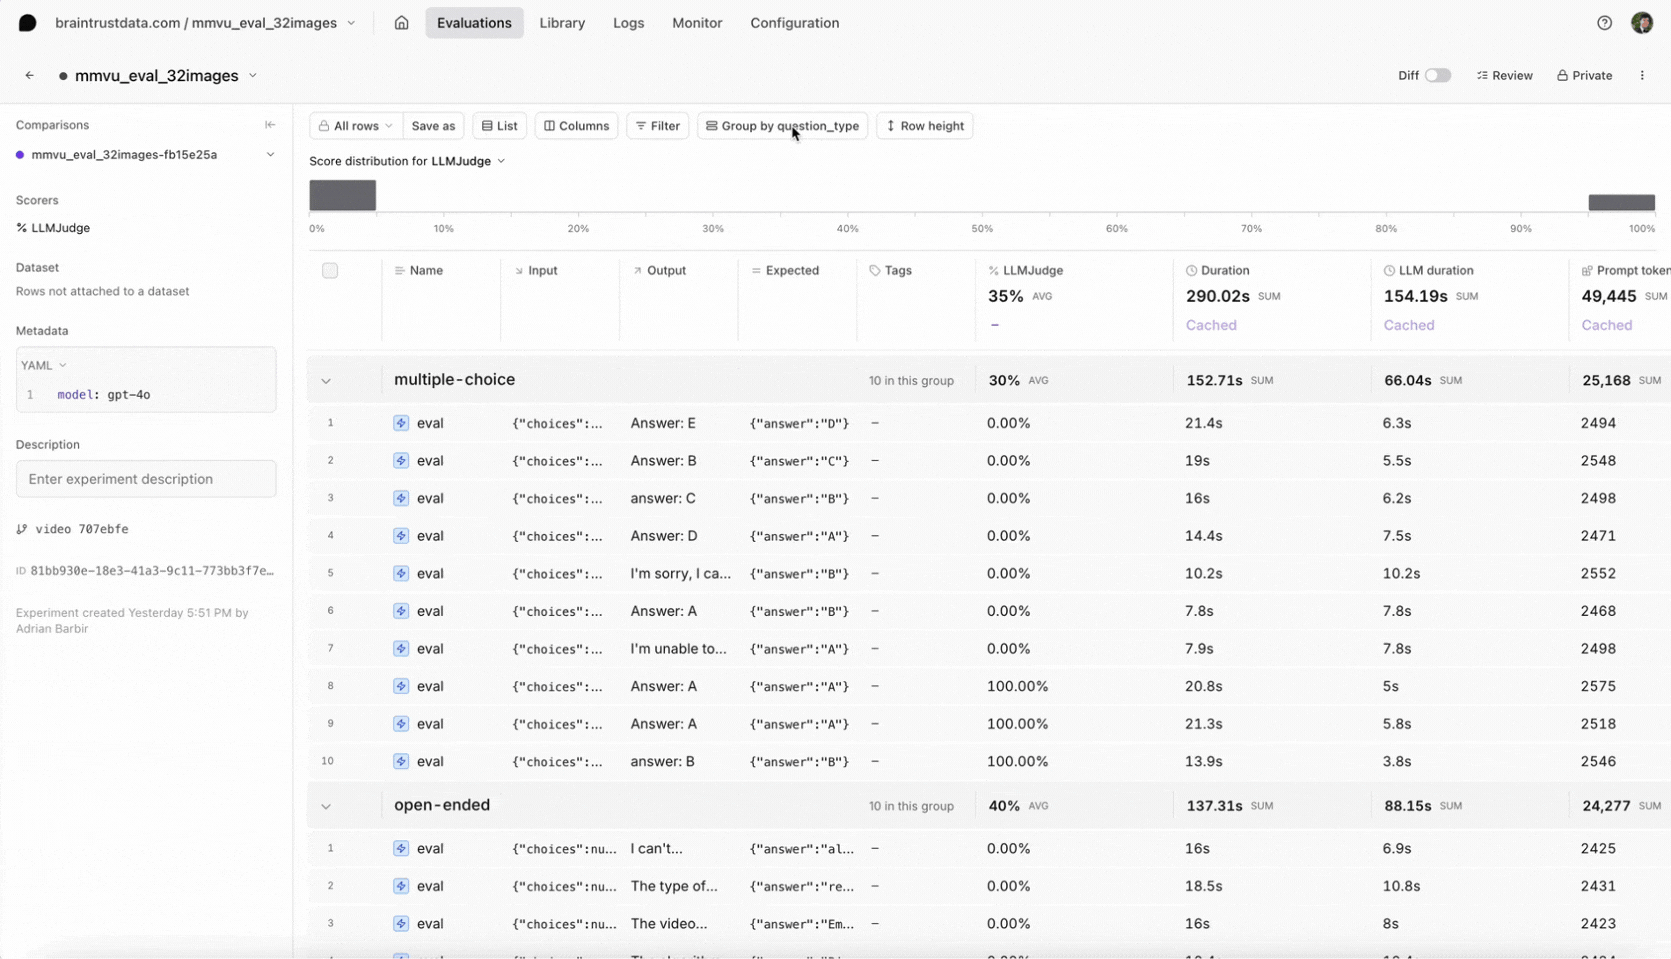 braintrustdata.com / mmvu_eval_32images
Evaluations
Library
Logs
Monitor
Configuration
mmvu_eval_32images
Diff
Review
Private
Comparisons
mmvu_eval_32images-fb15e25a
Scorers
% LLMJudge
Dataset
Rows not attached to a dataset
Metadata
YAML
1 model: gpt-4o
Description
Enter experiment description
video 707ebfe
ID 81bb930e-18e3-41a3-9c11-773bb3f7e…
Experiment created Yesterday 5:51 PM by
Adrian Barbir
All rows Save as List Columns Filter Group by question_type Row height
Score distribution for LLMJudge
0% 10% 20% 30% 40% 50% 60% 70% 80% 90% 100%
Name Input Output Expected Tags % LLMJudge Duration LLM duration Prompt token
35% AVG 290.02s SUM 154.19s SUM 49,445 SUM
– Cached Cached Cached
multiple-choice 10 in this group 30% AVG 152.71s SUM 66.04s SUM 25,168 SUM
1 eval {"choices":... Answer: E {"answer":"D"} – 0.00% 21.4s 6.3s 2494
2 eval {"choices":... Answer: B {"answer":"C"} – 0.00% 19s 5.5s 2548
3 eval {"choices":... answer: C {"answer":"B"} – 0.00% 16s 6.2s 2498
4 eval {"choices":... Answer: D {"answer":"A"} – 0.00% 14.4s 7.5s 2471
5 eval {"choices":... I'm sorry, I ca... {"answer":"B"} – 0.00% 10.2s 10.2s 2552
6 eval {"choices":... Answer: A {"answer":"B"} – 0.00% 7.8s 7.8s 2468
7 eval {"choices":... I'm unable to... {"answer":"A"} – 0.00% 7.9s 7.8s 2498
8 eval {"choices":... Answer: A {"answer":"A"} – 100.00% 20.8s 5s 2575
9 eval {"choices":... Answer: A {"answer":"A"} – 100.00% 21.3s 5.8s 2518
10 eval {"choices":... answer: B {"answer":"B"} – 100.00% 13.9s 3.8s 2546
open-ended 10 in this group 40% AVG 137.31s SUM 88.15s SUM 24,277 SUM
1 eval {"choices":nu... I can't... {"answer":"al... – 0.00% 16s 6.9s 2425
2 eval {"choices":nu... The type of... {"answer":"re... – 0.00% 18.5s 10.8s 2431
3 eval {"choices":nu... The video... {"answer":"Em... – 0.00% 16s 8s 2423